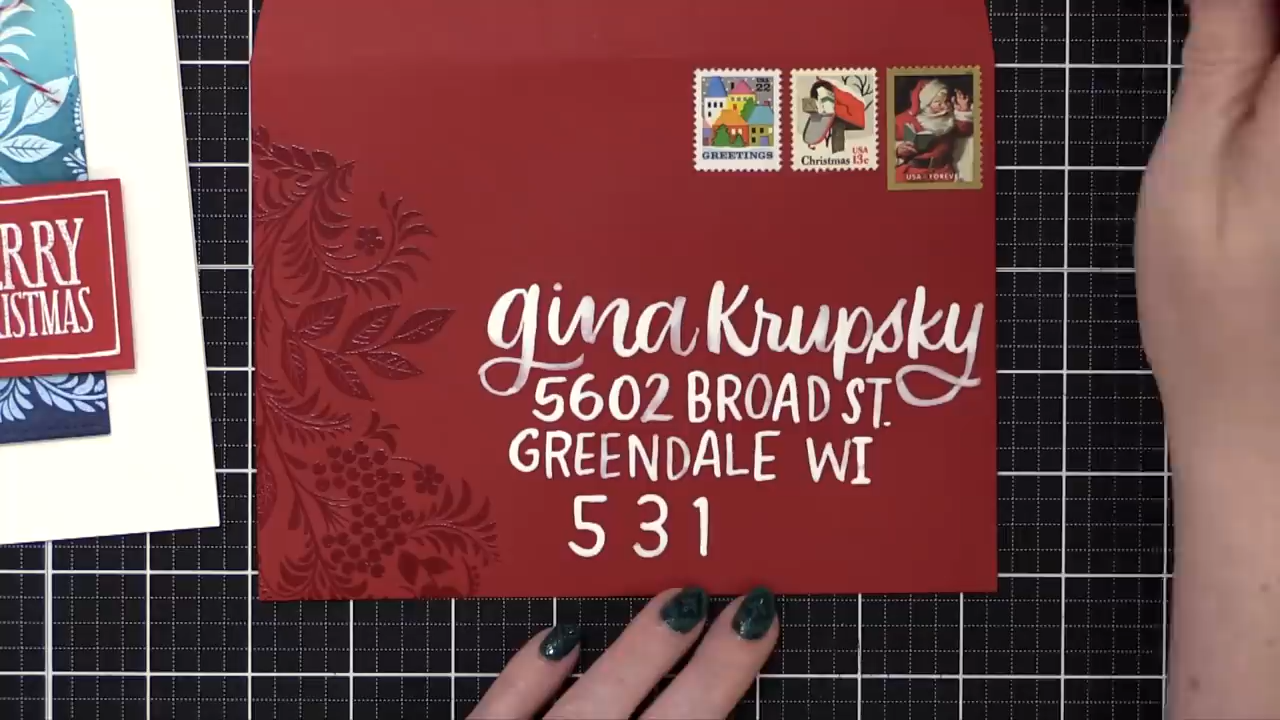 USA 22
GREETINGS
Christmas USA 13c
USA FOREVER
RRY
ISTMAS
gina Krupsky
5602 BROAD ST.
GREENDALE WI
531